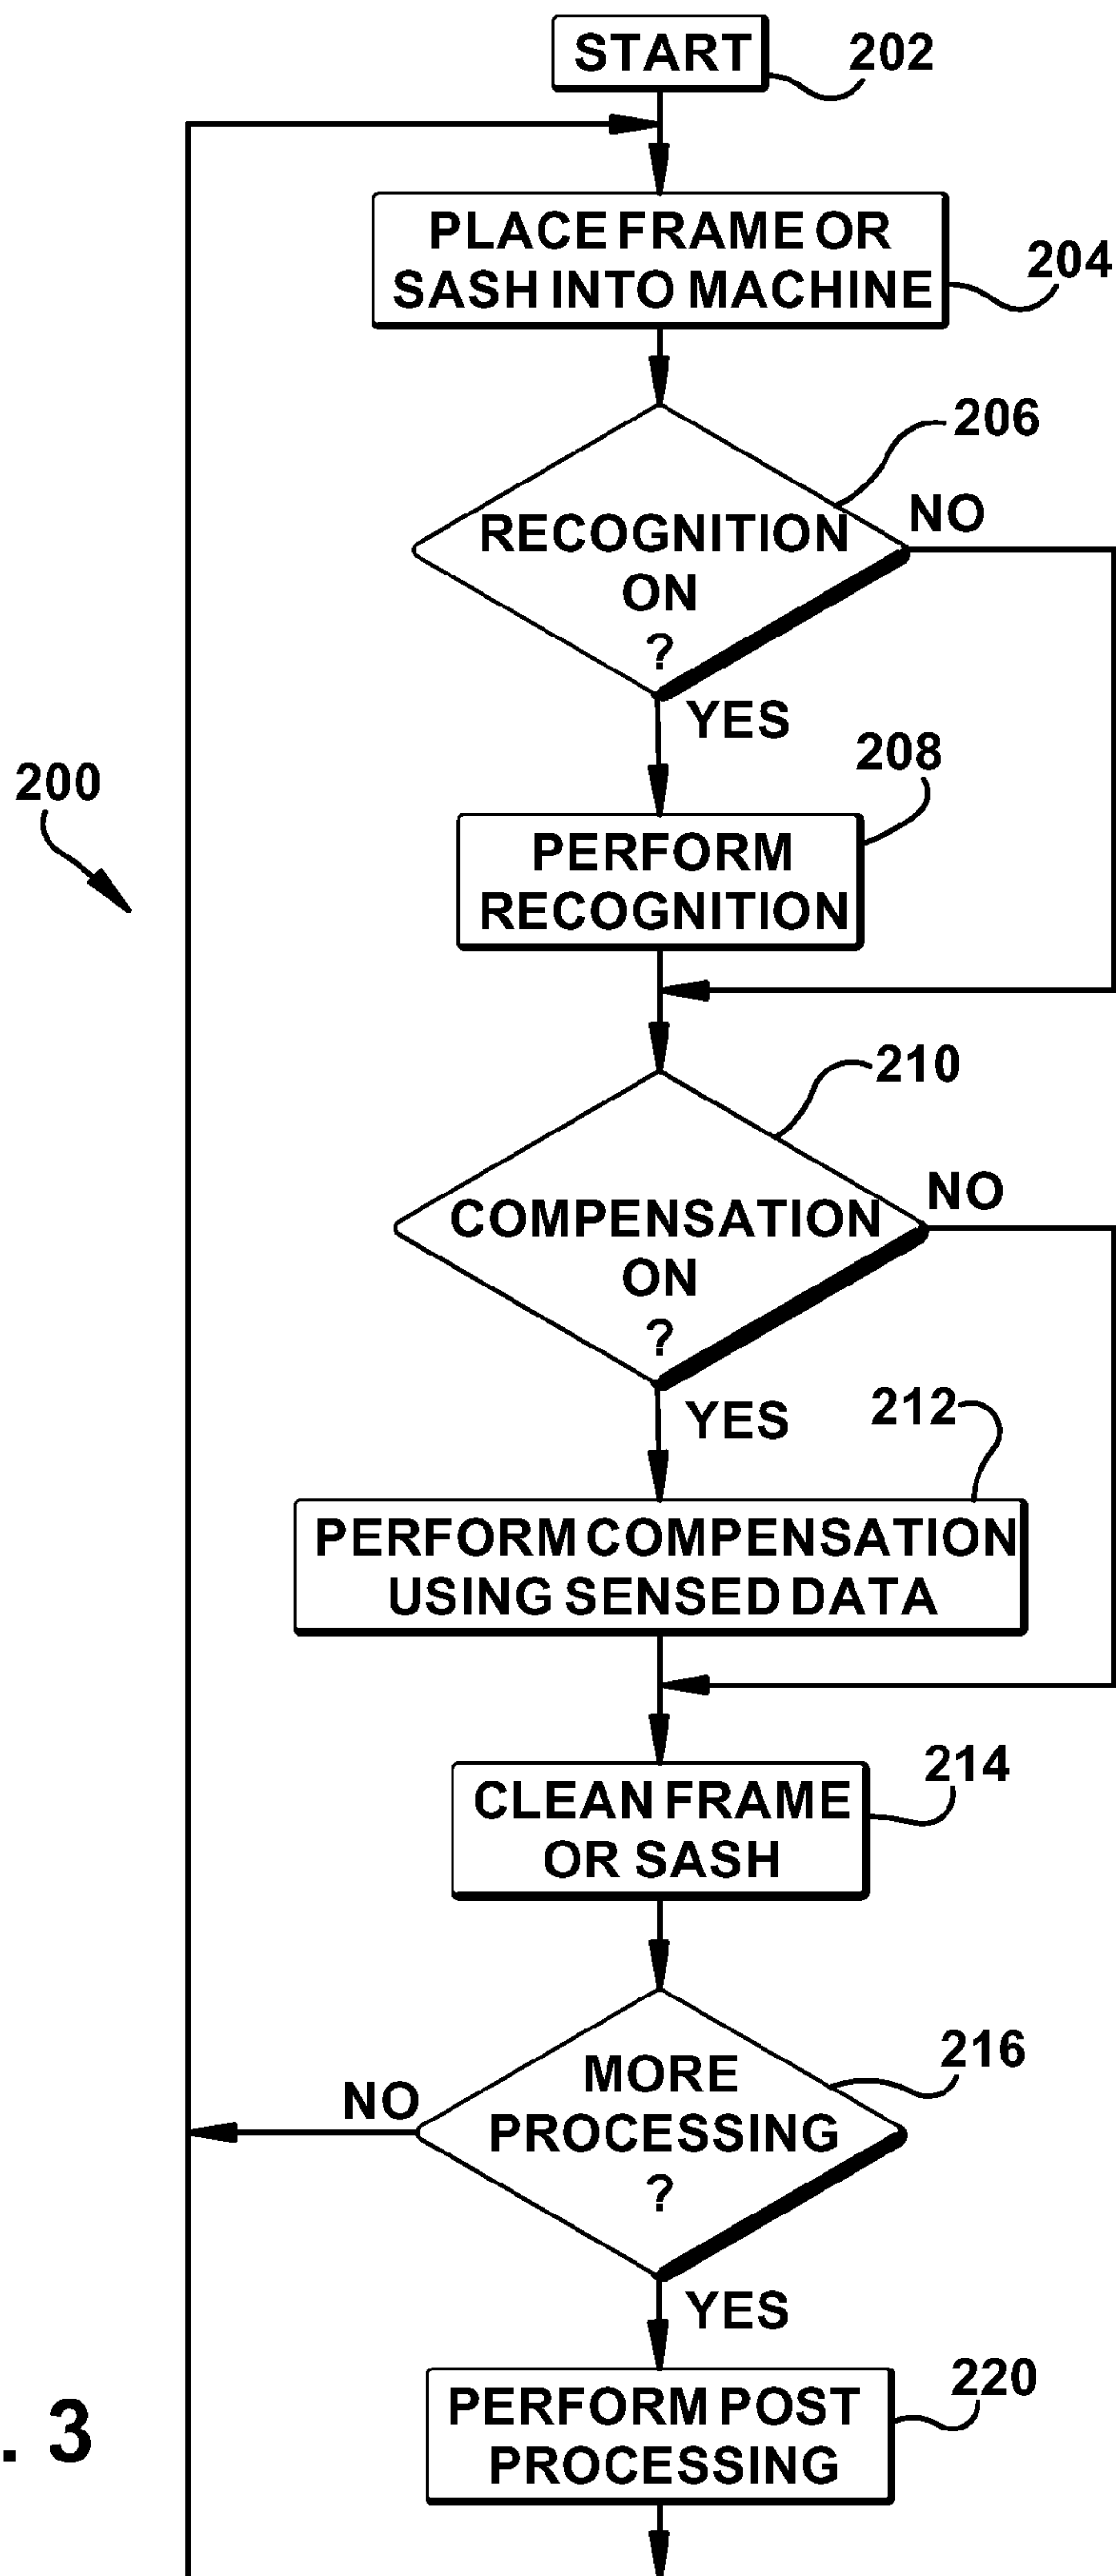 START
202
PLACE FRAME OR
SASH INTO MACHINE
204
206
RECOGNITION
ON
?
NO
YES
200
208
PERFORM
RECOGNITION
210
COMPENSATION
ON
?
NO
YES
212
PERFORM COMPENSATION
USING SENSED DATA
214
CLEAN FRAME
OR SASH
216
MORE
PROCESSING
?
NO
YES
220
PERFORM POST
PROCESSING
. 3